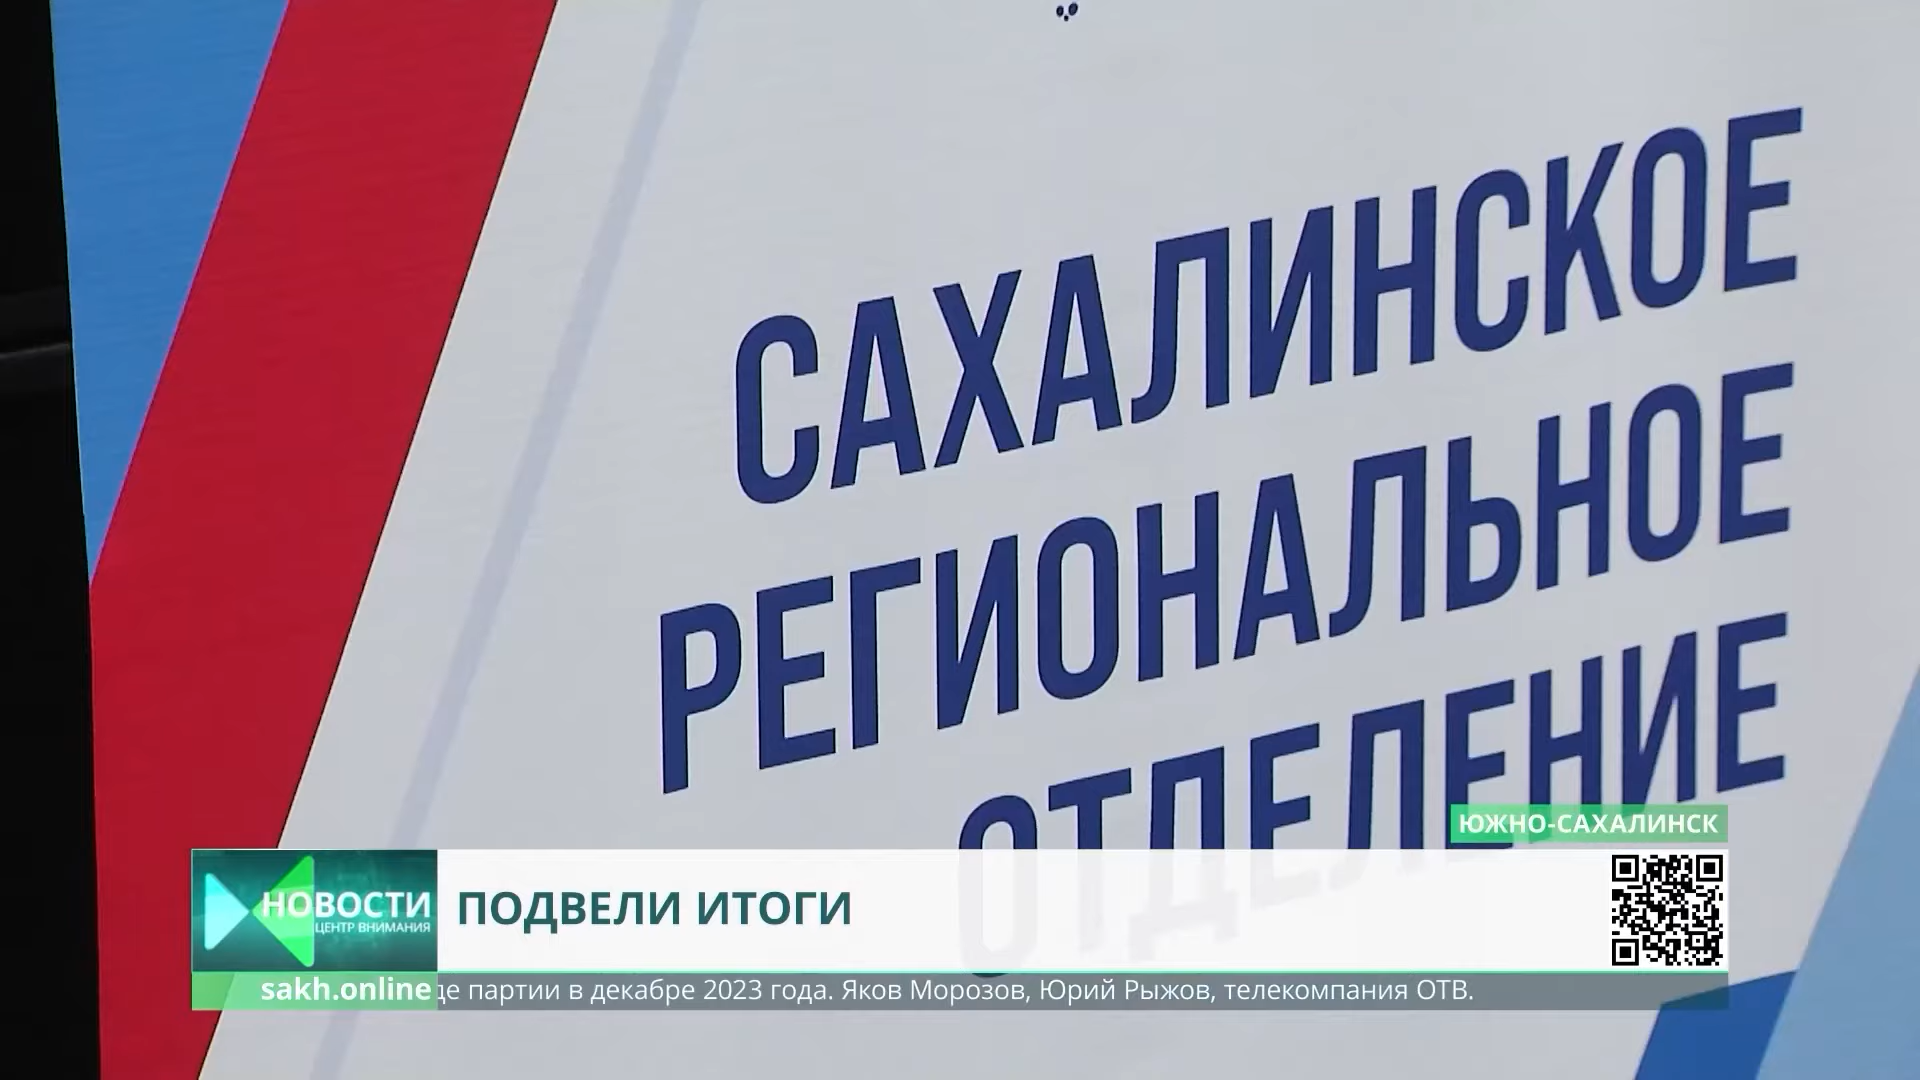 САХАЛИНСКОЕ
РЕГИОНАЛЬНОЕ
ОТДЕЛЕНИЕ
ЮЖНО-САХАЛИНСК
НОВОСТИ
ЦЕНТР ВНИМАНИЯ
ПОДВЕЛИ ИТОГИ
sakh.online
партии в декабре 2023 года. Яков Морозов, Юрий Рыжов, телекомпания ОТВ.